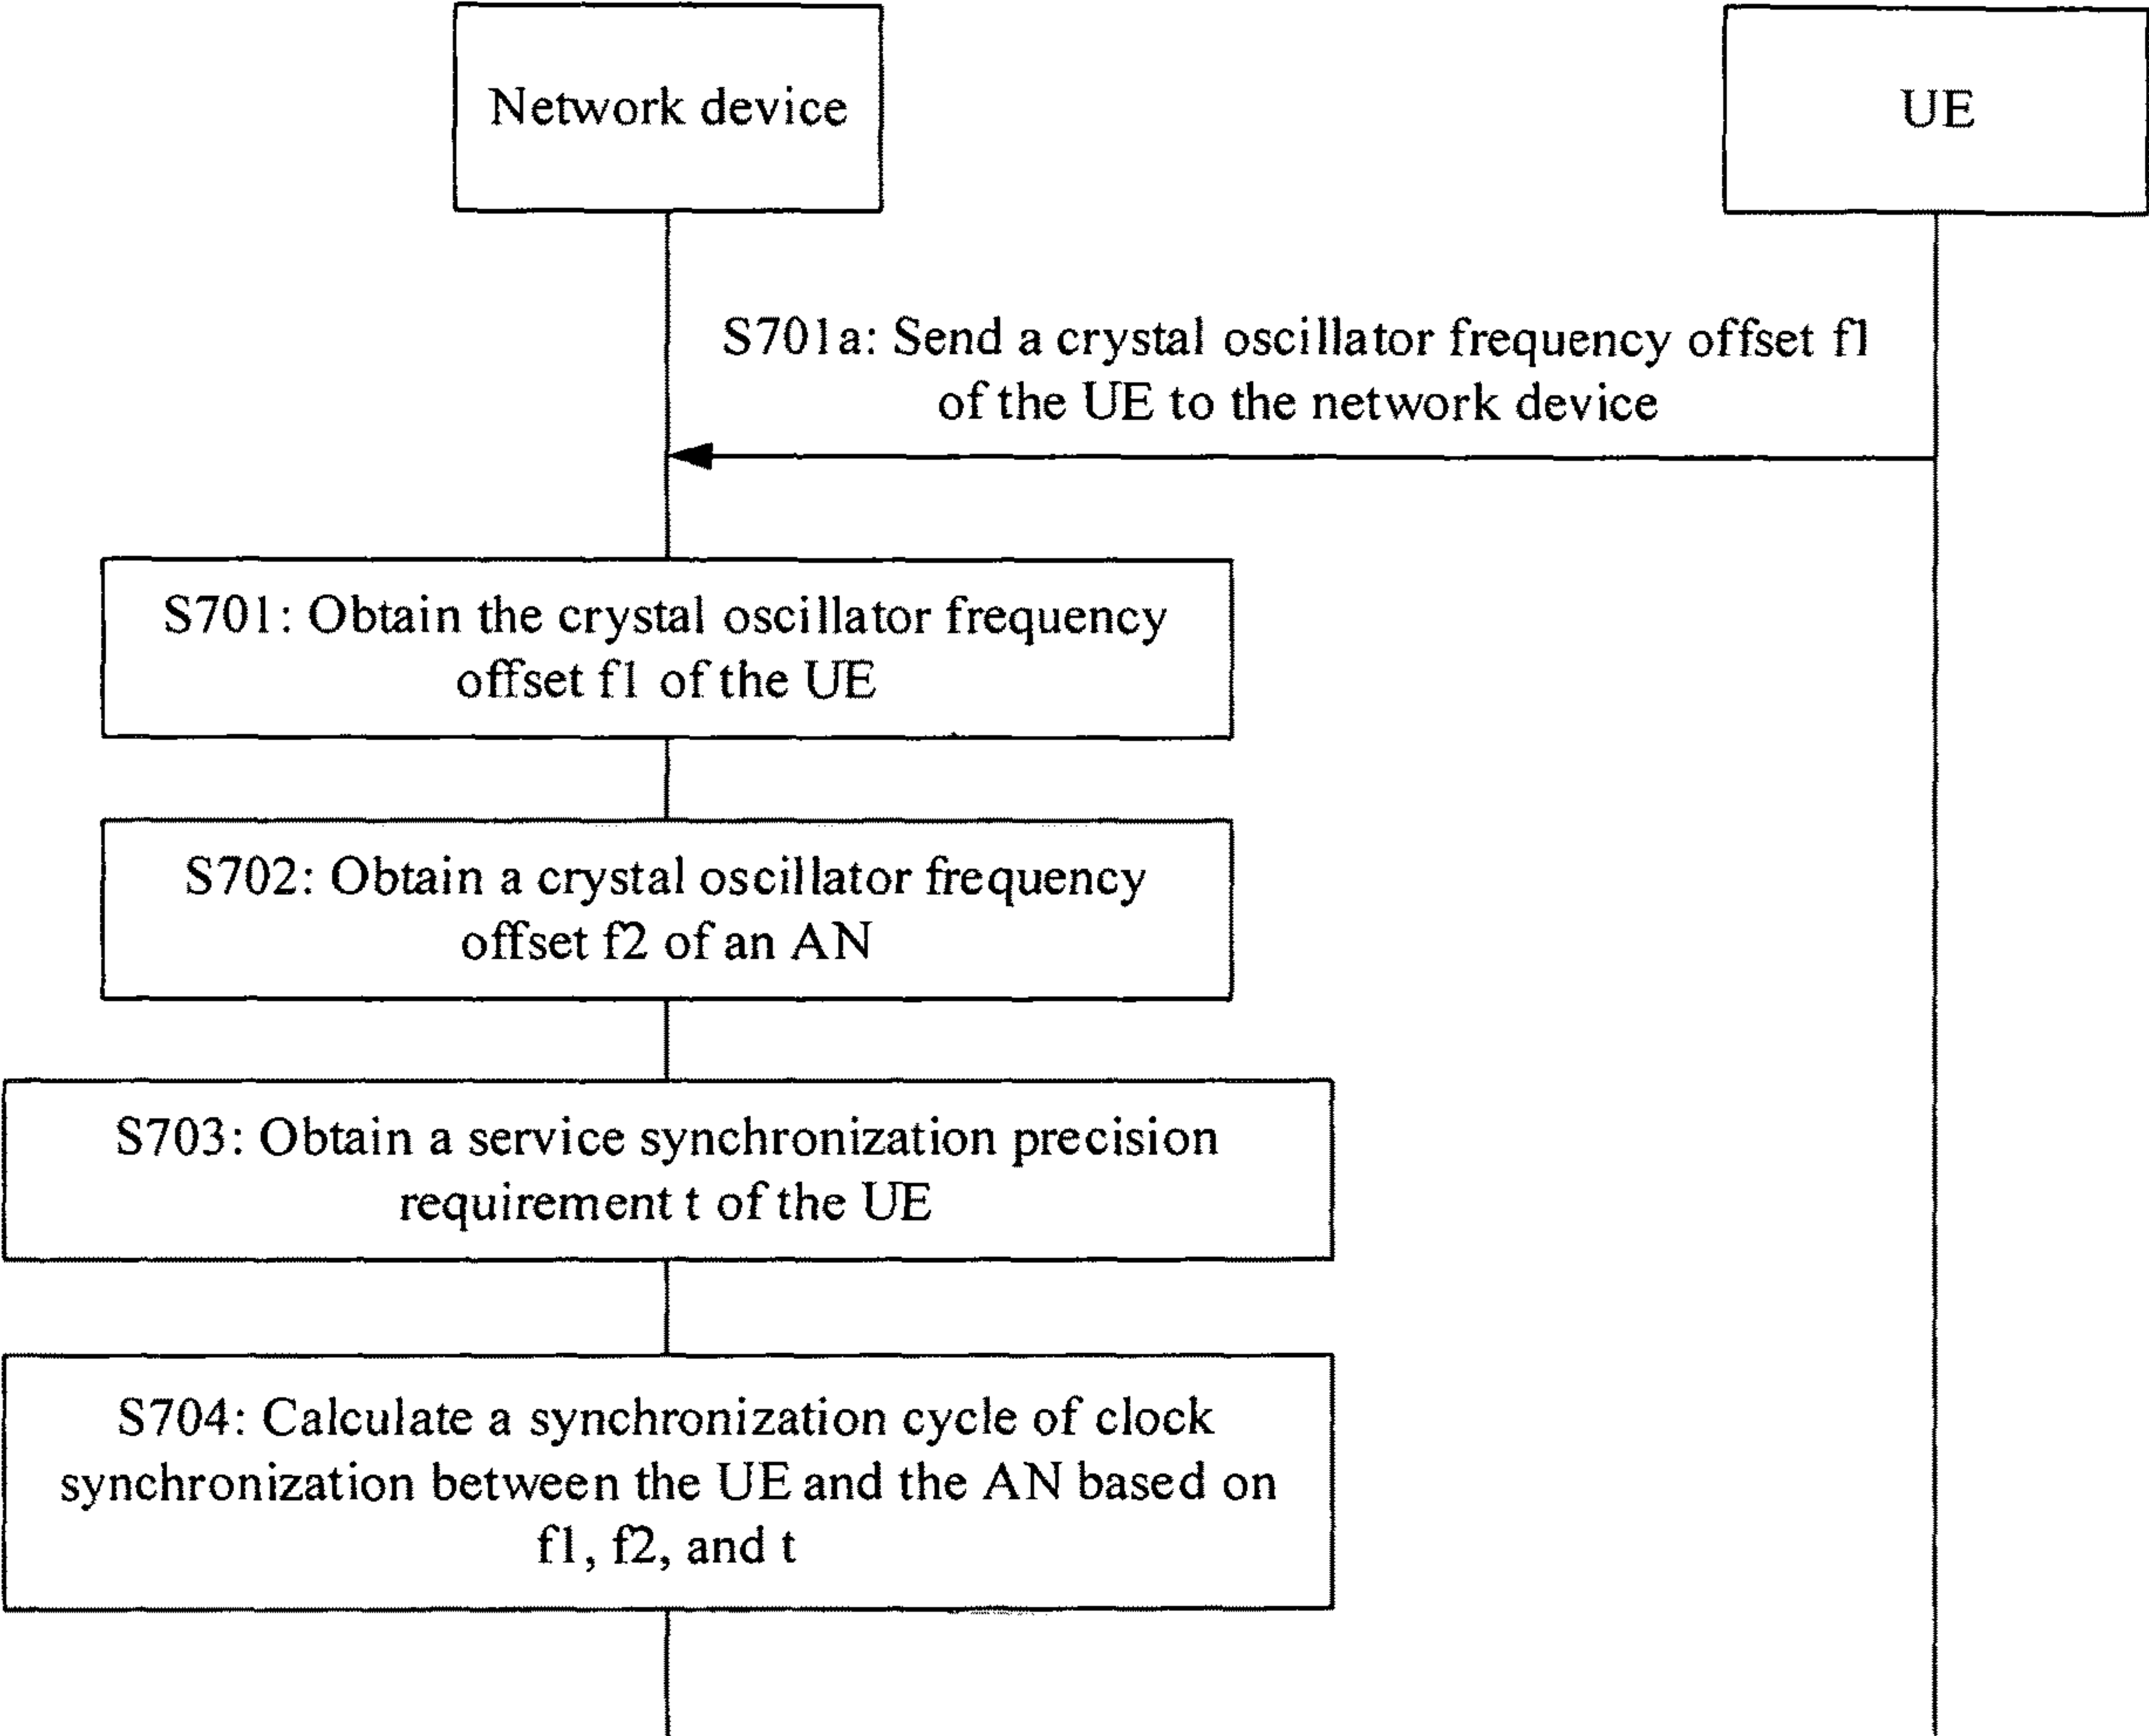 Network device
UE
S701a: Send a crystal oscillator frequency offset f1
of the UE to the network device
S701: Obtain the crystal oscillator frequency
offset f1 of the UE
S702: Obtain a crystal oscillator frequency
offset f2 of an AN
S703: Obtain a service synchronization precision
requirement t of the UE
S704: Calculate a synchronization cycle of clock
synchronization between the UE and the AN based on
f1, f2, and t